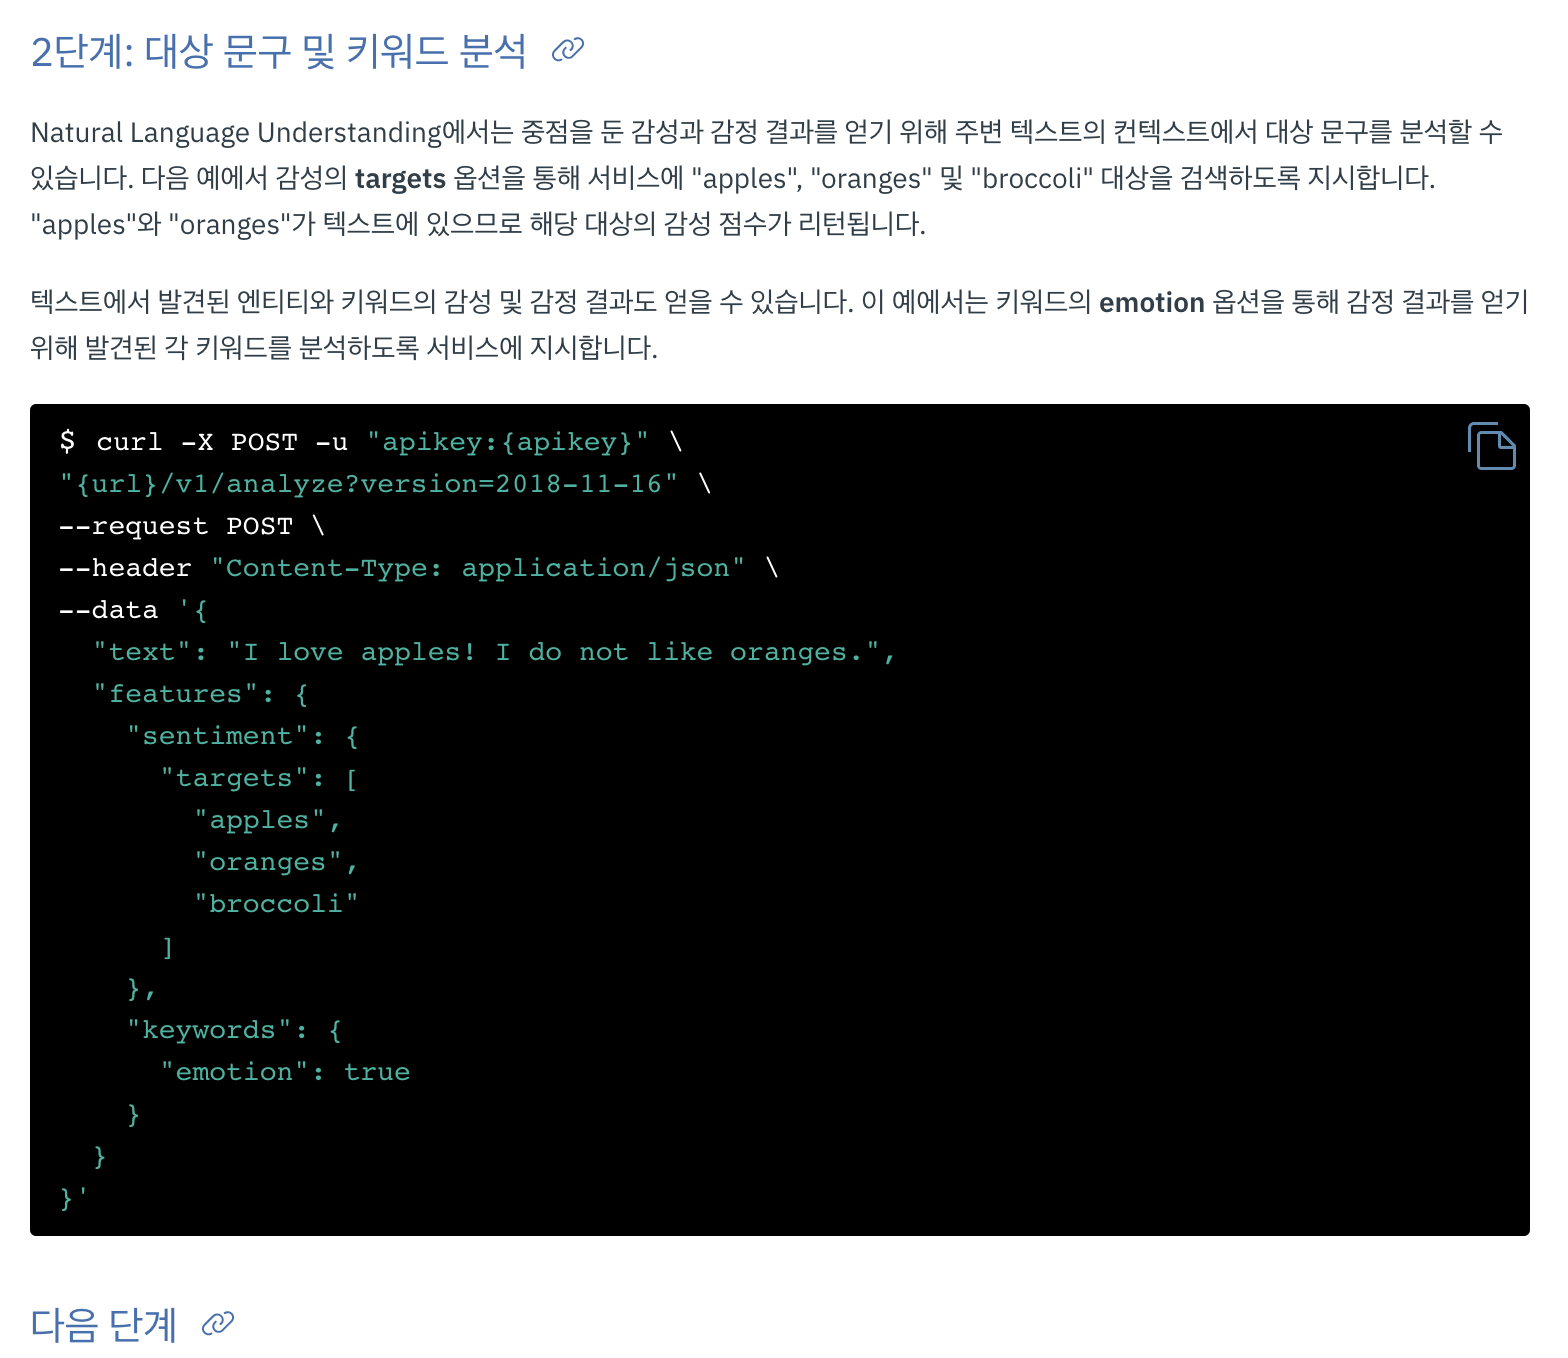 2단계: 대상 문구 및 키워드 분석
Natural Language Understanding에서는 중점을 둔 감성과 감정 결과를 얻기 위해 주변 텍스트의 컨텍스트에서 대상 문구를 분석할 수
있습니다. 다음 예에서 감성의 targets 옵션을 통해 서비스에 "apples", "oranges" 및 "broccoli" 대상을 검색하도록 지시합니다.
"apples"와 "oranges"가 텍스트에 있으므로 해당 대상의 감성 점수가 리턴됩니다.
텍스트에서 발견된 엔티티와 키워드의 감성 및 감정 결과도 얻을 수 있습니다. 이 예에서는 키워드의 emotion 옵션을 통해 감정 결과를 얻기
위해 발견된 각 키워드를 분석하도록 서비스에 지시합니다.
$ curl -X POST -u "apikey:{apikey}" \
"{url}/v1/analyze?version=2018-11-16" \
--request POST \
--header "Content-Type: application/json" \
--data '{
  "text": "I love apples! I do not like oranges.",
  "features": {
    "sentiment": {
      "targets": [
        "apples",
        "oranges",
        "broccoli"
      ]
    },
    "keywords": {
      "emotion": true
    }
  }
}'
다음 단계